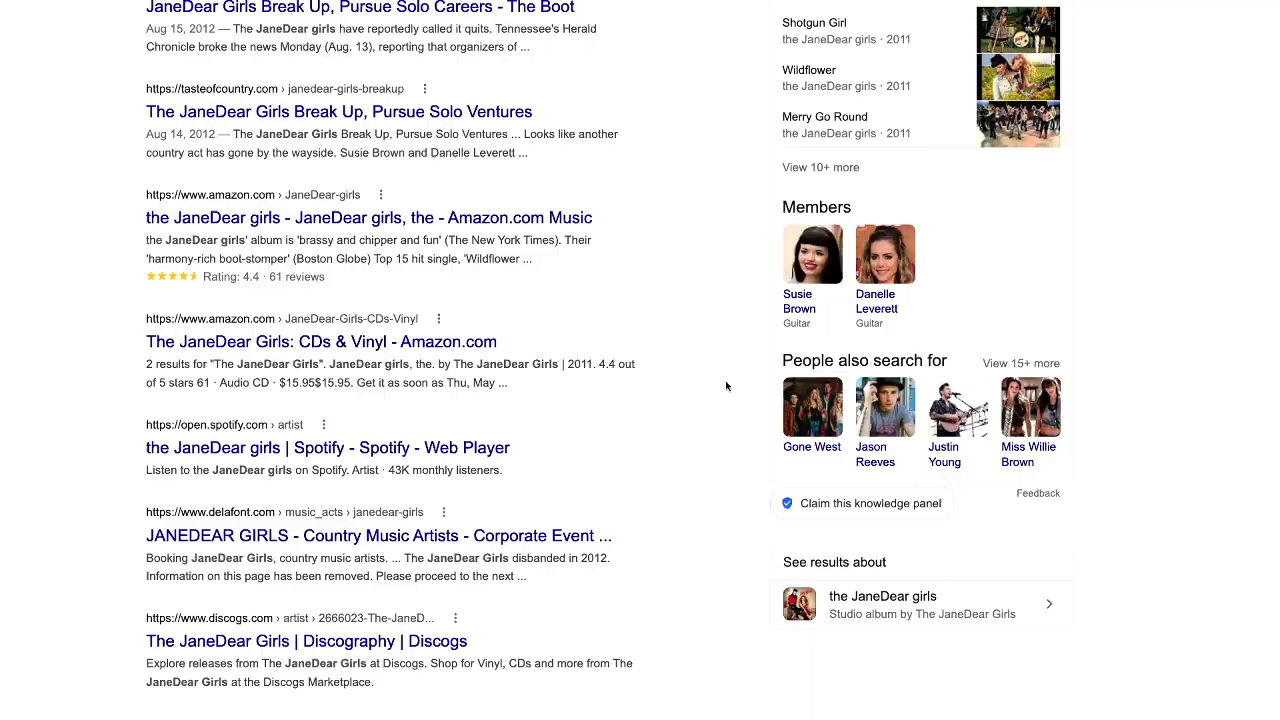 JaneDear Girls Break Up, Pursue Solo Careers - The Boot
Aug 15, 2012 — The JaneDear girls have reportedly called it quits. Tennessee's Herald
Chronicle broke the news Monday (Aug. 13), reporting that organizers of ...
https://tasteofcountry.com › janedear-girls-breakup
The JaneDear Girls Break Up, Pursue Solo Ventures
Aug 14, 2012 — The JaneDear Girls Break Up, Pursue Solo Ventures ... Looks like another
country act has gone by the wayside. Susie Brown and Danelle Leverett ...
https://www.amazon.com › JaneDear-girls
the JaneDear girls - JaneDear girls, the - Amazon.com Music
the JaneDear girls' album is 'brassy and chipper and fun' (The New York Times). Their
'harmony-rich boot-stomper' (Boston Globe) Top 15 hit single, 'Wildflower ...
Rating: 4.4 · 61 reviews
https://www.amazon.com › JaneDear-Girls-CDs-Vinyl
The JaneDear Girls: CDs & Vinyl - Amazon.com
2 results for "The JaneDear Girls". JaneDear girls, the. by The JaneDear Girls | 2011. 4.4 out
of 5 stars 61 · Audio CD · $15.95$15.95. Get it as soon as Thu, May ...
https://open.spotify.com › artist
the JaneDear girls | Spotify - Spotify - Web Player
Listen to the JaneDear girls on Spotify. Artist · 43K monthly listeners.
https://www.delafont.com › music_acts › janedear-girls
JANEDEAR GIRLS - Country Music Artists - Corporate Event ...
Booking JaneDear Girls, country music artists. ... The JaneDear Girls disbanded in 2012.
Information on this page has been removed. Please proceed to the next ...
https://www.discogs.com › artist › 2666023-The-JaneD...
The JaneDear Girls | Discography | Discogs
Explore releases from The JaneDear Girls at Discogs. Shop for Vinyl, CDs and more from The
JaneDear Girls at the Discogs Marketplace.
Shotgun Girl
the JaneDear girls · 2011
Wildflower
the JaneDear girls · 2011
Merry Go Round
the JaneDear girls · 2011
View 10+ more
Members
Susie
Brown
Guitar
Danelle
Leverett
Guitar
People also search for
View 15+ more
Gone West
Jason
Reeves
Justin
Young
Miss Willie
Brown
Feedback
Claim this knowledge panel
See results about
the JaneDear girls
Studio album by The JaneDear Girls